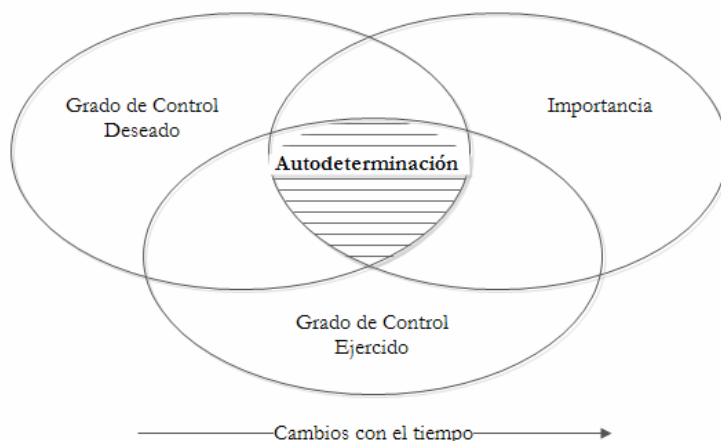 Grado de Control
Deseado
Importancia
Autodeterminación
Grado de Control
Ejercido
Cambios con el tiempo